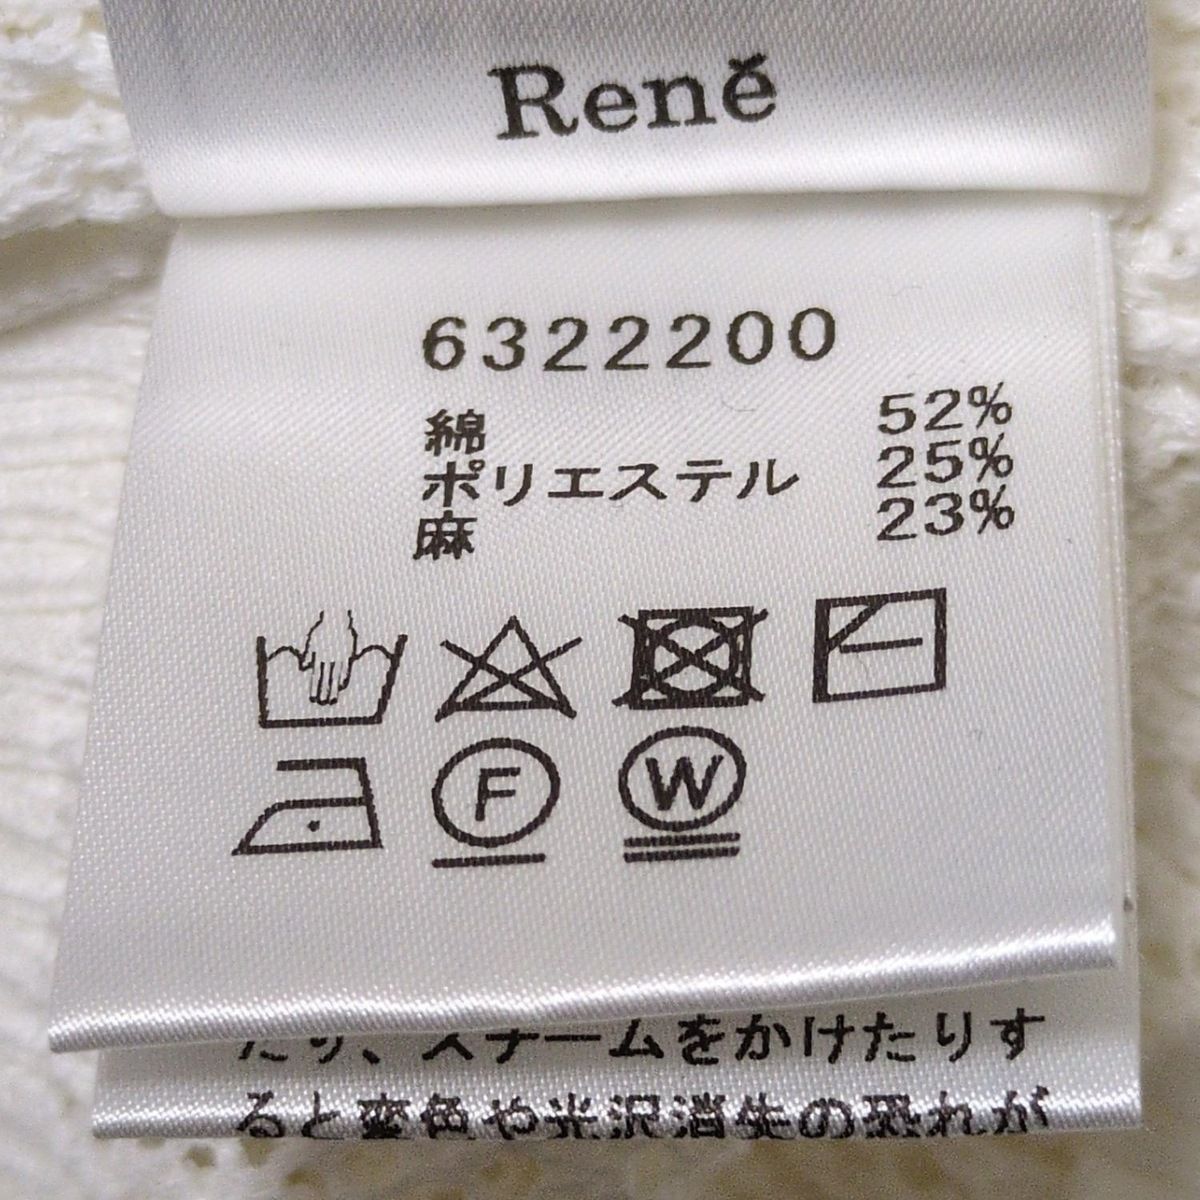 René
6322200
綿 52%
ポリエステル 25%
麻 23%
F W
たり、スチームをかけたりす
ると変色や光沢消失の恐れが